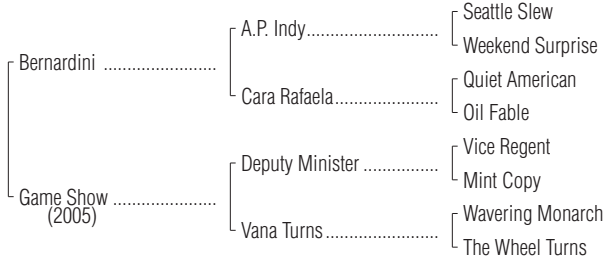 Seattle Slew
A.P. Indy..............................
Weekend Surprise
Bernardini ..........................
Quiet American
Cara Rafaela........................
Oil Fable
Vice Regent
Deputy Minister .................
Mint Copy
Game Show ........................
(2005)
Wavering Monarch
Vana Turns..........................
The Wheel Turns